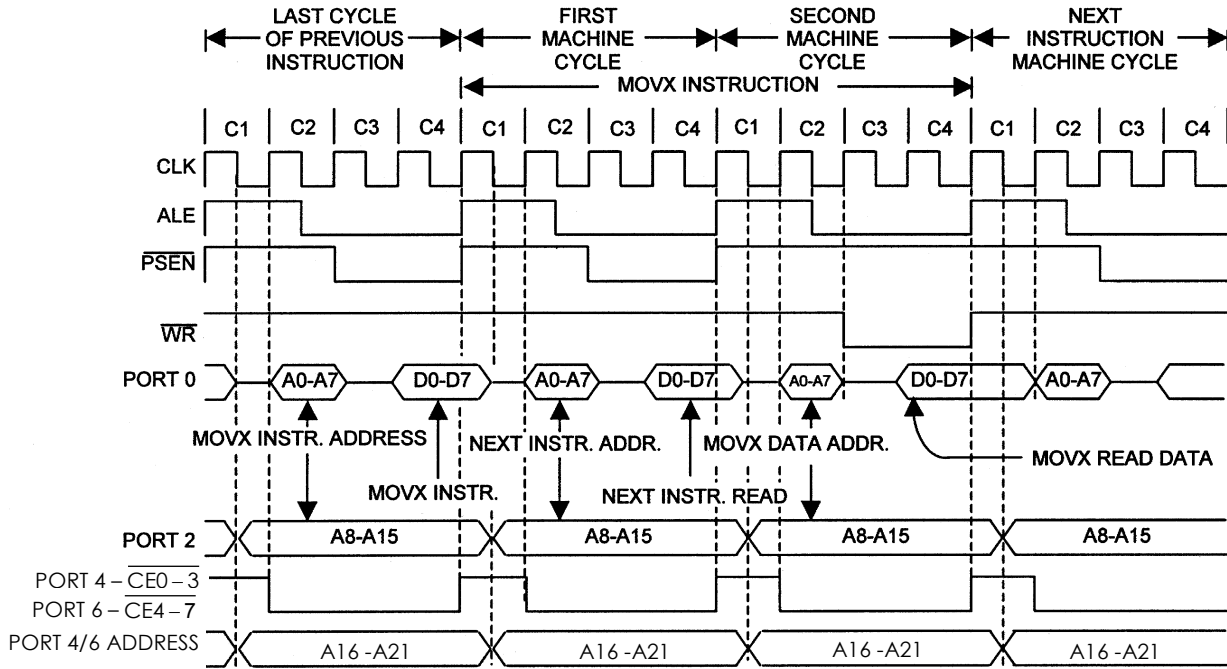 LAST CYCLE OF PREVIOUS INSTRUCTION
FIRST MACHINE CYCLE
SECOND MACHINE CYCLE
NEXT INSTRUCTION MACHINE CYCLE
MOVX INSTRUCTION
C1 C2 C3 C4 C1 C2 C3 C4 C1 C2 C3 C4 C1 C2 C3 C4
CLK
ALE
PSEN
WR
PORT 0 A0-A7 D0-D7 A0-A7 D0-D7 A0-A7 D0-D7 A0-A7
MOVX INSTR. ADDRESS NEXT INSTR. ADDR. MOVX DATA ADDR.
MOVX READ DATA
MOVX INSTR. NEXT INSTR. READ
PORT 2 A8-A15 A8-A15 A8-A15 A8-A15
PORT 4 – CE0 – 3
PORT 6 – CE4 – 7
PORT 4/6 ADDRESS A16 -A21 A16 -A21 A16 -A21 A16 -A21